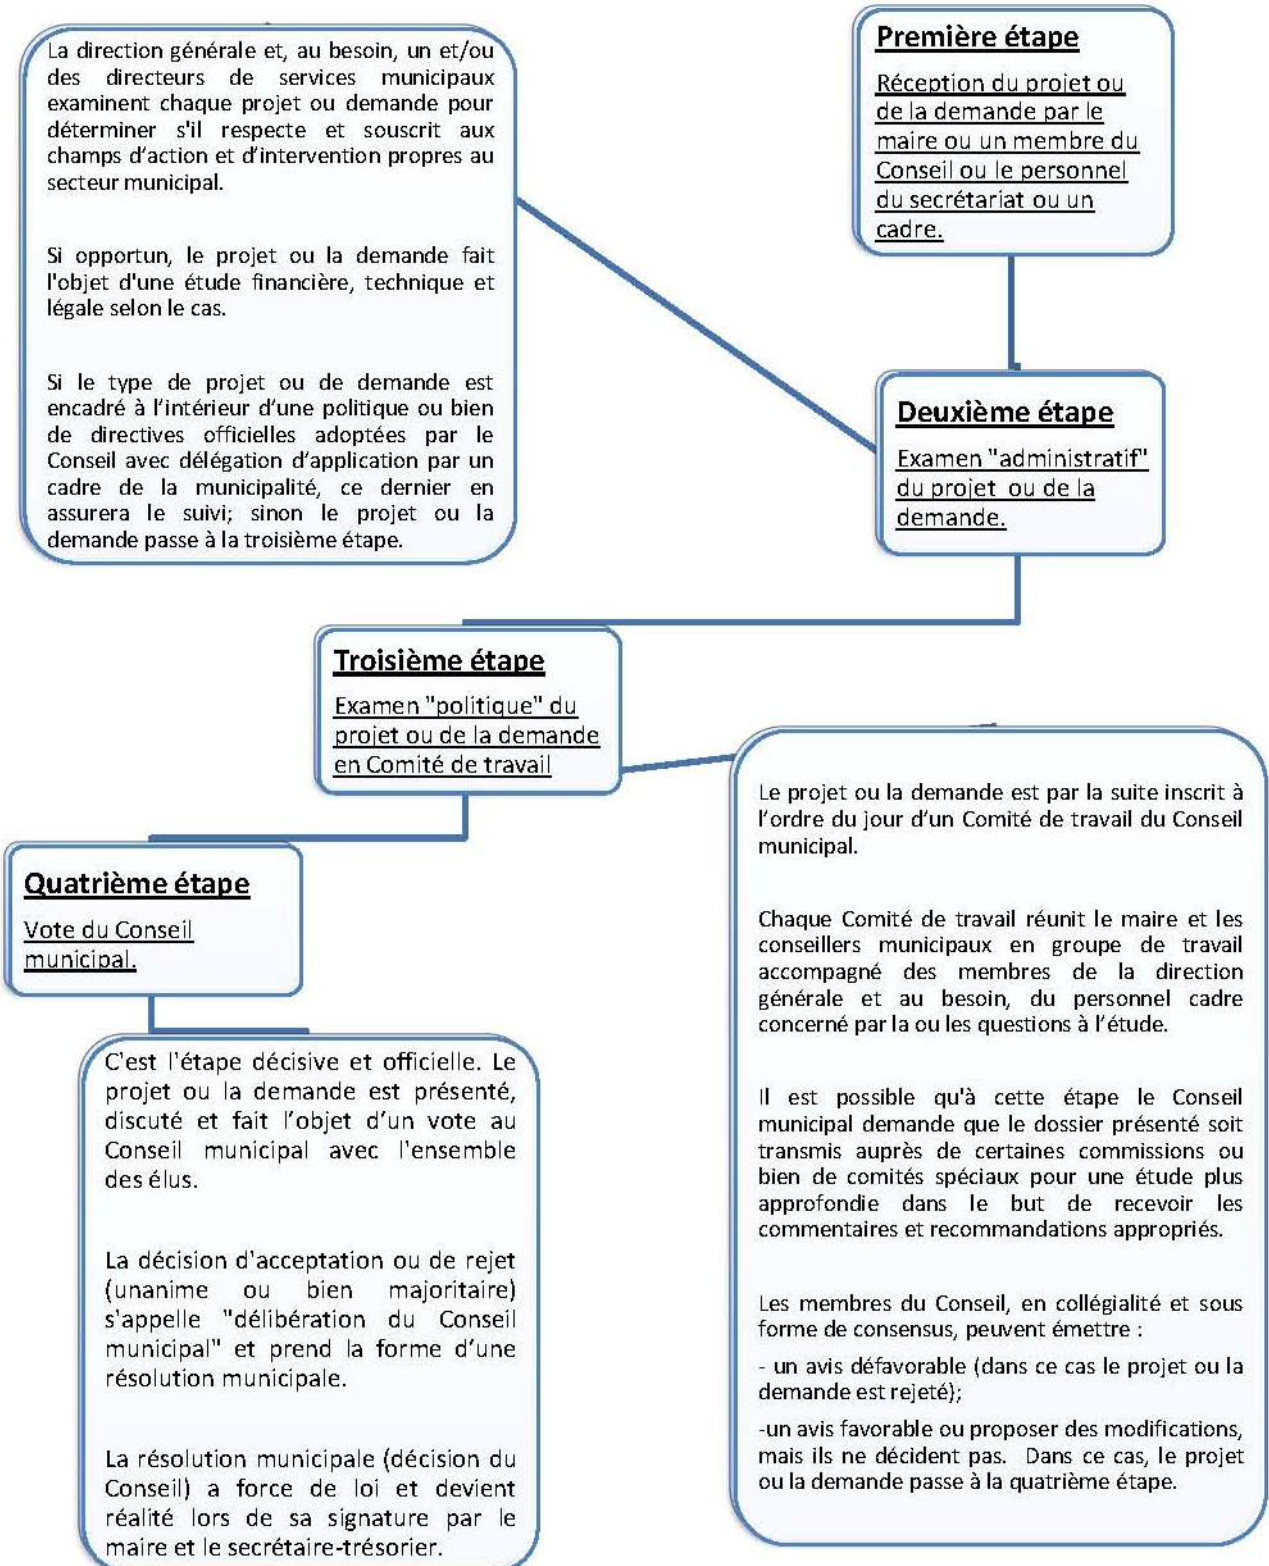 Première étape
Réception du projet ou
de la demande par le
maire ou un membre du
Conseil ou le personnel
du secrétariat ou un
cadre.
Deuxième étape
Examen "administratif"
du projet ou de la
demande.
La direction générale et, au besoin, un et/ou
des directeurs de services municipaux
examinent chaque projet ou demande pour
déterminer s'il respecte et souscrit aux
champs d'action et d'intervention propres au
secteur municipal.
Si opportun, le projet ou la demande fait
l'objet d'une étude financière, technique et
légale selon le cas.
Si le type de projet ou de demande est
encadré à l'intérieur d'une politique ou bien
de directives officielles adoptées par le
Conseil avec délégation d'application par un
cadre de la municipalité, ce dernier en
assurera le suivi; sinon le projet ou la
demande passe à la troisième étape.
Troisième étape
Examen "politique" du
projet ou de la demande
en Comité de travail
Le projet ou la demande est par la suite inscrit à
l'ordre du jour d'un Comité de travail du Conseil
municipal.
Chaque Comité de travail réunit le maire et les
conseillers municipaux en groupe de travail
accompagné des membres de la direction
générale et au besoin, du personnel cadre
concerné par la ou les questions à l'étude.
Il est possible qu'à cette étape le Conseil
municipal demande que le dossier présenté soit
transmis auprès de certaines commissions ou
bien de comités spéciaux pour une étude plus
approfondie dans le but de recevoir les
commentaires et recommandations appropriés.
Les membres du Conseil, en collégialité et sous
forme de consensus, peuvent émettre :
- un avis défavorable (dans ce cas le projet ou la
demande est rejeté);
-un avis favorable ou proposer des modifications,
mais ils ne décident pas. Dans ce cas, le projet
ou la demande passe à la quatrième étape.
Quatrième étape
Vote du Conseil
municipal.
C'est l'étape décisive et officielle. Le
projet ou la demande est présenté,
discuté et fait l'objet d'un vote au
Conseil municipal avec l'ensemble
des élus.
La décision d'acceptation ou de rejet
(unanime ou bien majoritaire)
s'appelle "délibération du Conseil
municipal" et prend la forme d'une
résolution municipale.
La résolution municipale (décision du
Conseil) a force de loi et devient
réalité lors de sa signature par le
maire et le secrétaire-trésorier.